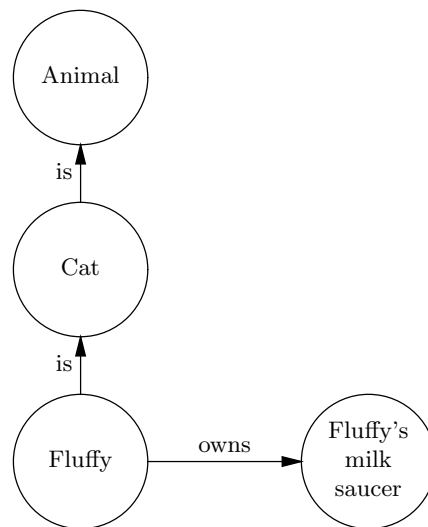 Animal
is
Cat
is
Fluffy
owns
Fluffy's
milk
saucer